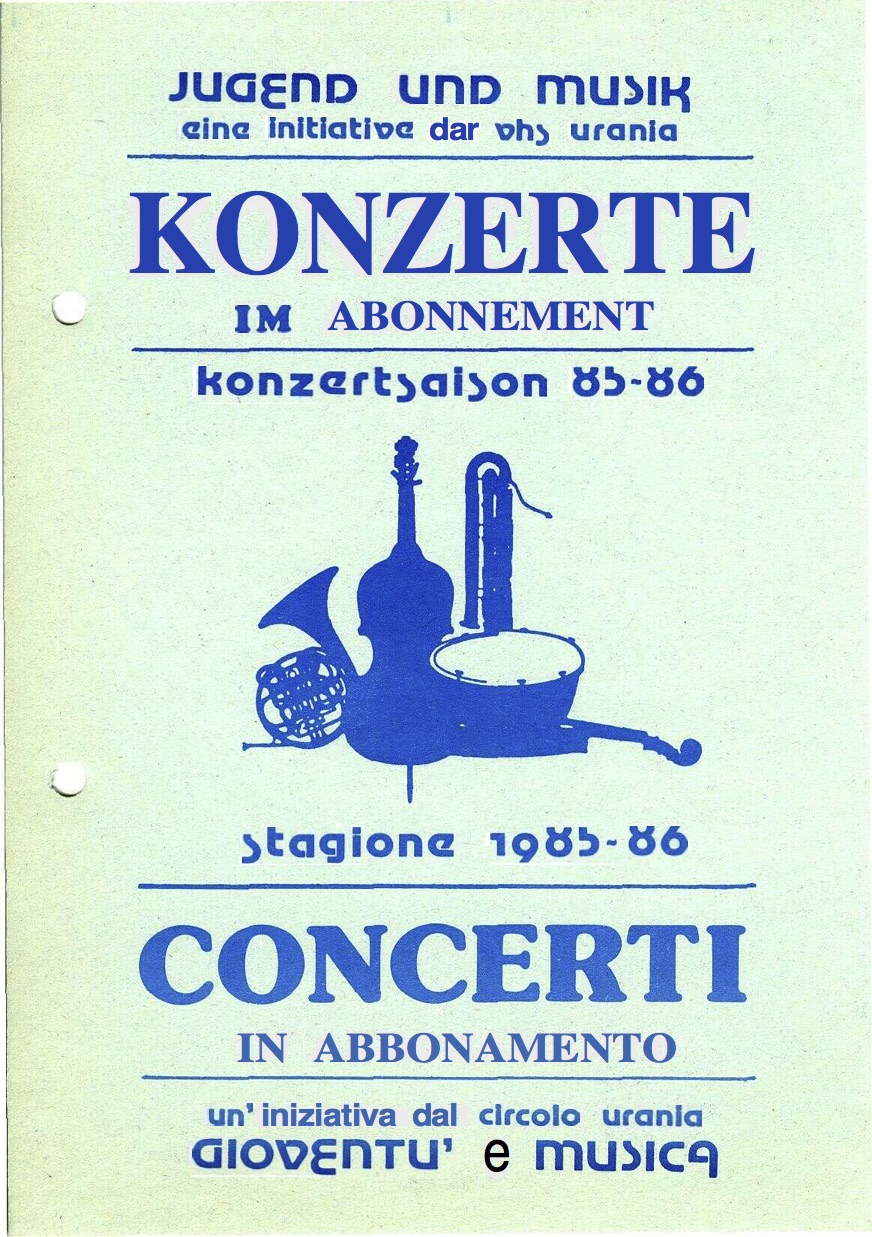 JUGEND UND MUSIK
eine initiative dar vhs urania
KONZERTE
IM ABONNEMENT
konzertsaison 85-86
stagione 1985-86
CONCERTI
IN ABBONAMENTO
un' iniziativa dal circolo urania
GIOVENTU' e MUSICA